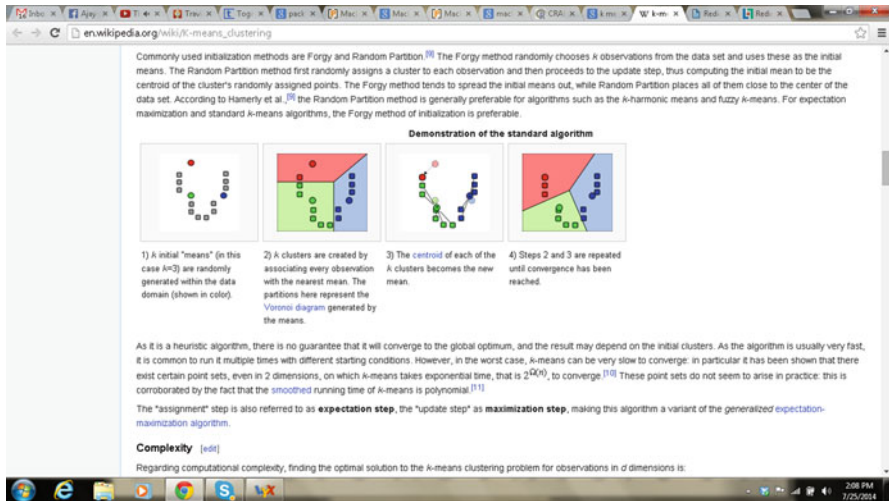 Inbo
Ajay
Ti
Trav
Tog
pack
Mac
Mac
Mac
mac
CRA
k me
k-me
Redi
Redi
en.wikipedia.org/wiki/K-means_clustering
Commonly used initialization methods are Forgy and Random Partition.[9] The Forgy method randomly chooses k observations from the data set and uses these as the initial
means. The Random Partition method first randomly assigns a cluster to each observation and then proceeds to the update step, thus computing the initial mean to be the
centroid of the cluster's randomly assigned points. The Forgy method tends to spread the initial means out, while Random Partition places all of them close to the center of the
data set. According to Hamerly et al.,[9] the Random Partition method is generally preferable for algorithms such as the k-harmonic means and fuzzy k-means. For expectation
maximization and standard k-means algorithms, the Forgy method of initialization is preferable.
Demonstration of the standard algorithm
1) k initial "means" (in this
case k=3) are randomly
generated within the data
domain (shown in color).
2) k clusters are created by
associating every observation
with the nearest mean. The
partitions here represent the
Voronoi diagram generated by
the means.
3) The centroid of each of the
k clusters becomes the new
mean.
4) Steps 2 and 3 are repeated
until convergence has been
reached.
As it is a heuristic algorithm, there is no guarantee that it will converge to the global optimum, and the result may depend on the initial clusters. As the algorithm is usually very fast,
it is common to run it multiple times with different starting conditions. However, in the worst case, k-means can be very slow to converge: in particular it has been shown that there
exist certain point sets, even in 2 dimensions, on which k-means takes exponential time, that is 2^Ω(n), to converge.[10] These point sets do not seem to arise in practice: this is
corroborated by the fact that the smoothed running time of k-means is polynomial.[11]
The "assignment" step is also referred to as expectation step, the "update step" as maximization step, making this algorithm a variant of the generalized expectation-
maximization algorithm.
Complexity [edit]
Regarding computational complexity, finding the optimal solution to the k-means clustering problem for observations in d dimensions is:
2:08 PM
7/25/2014